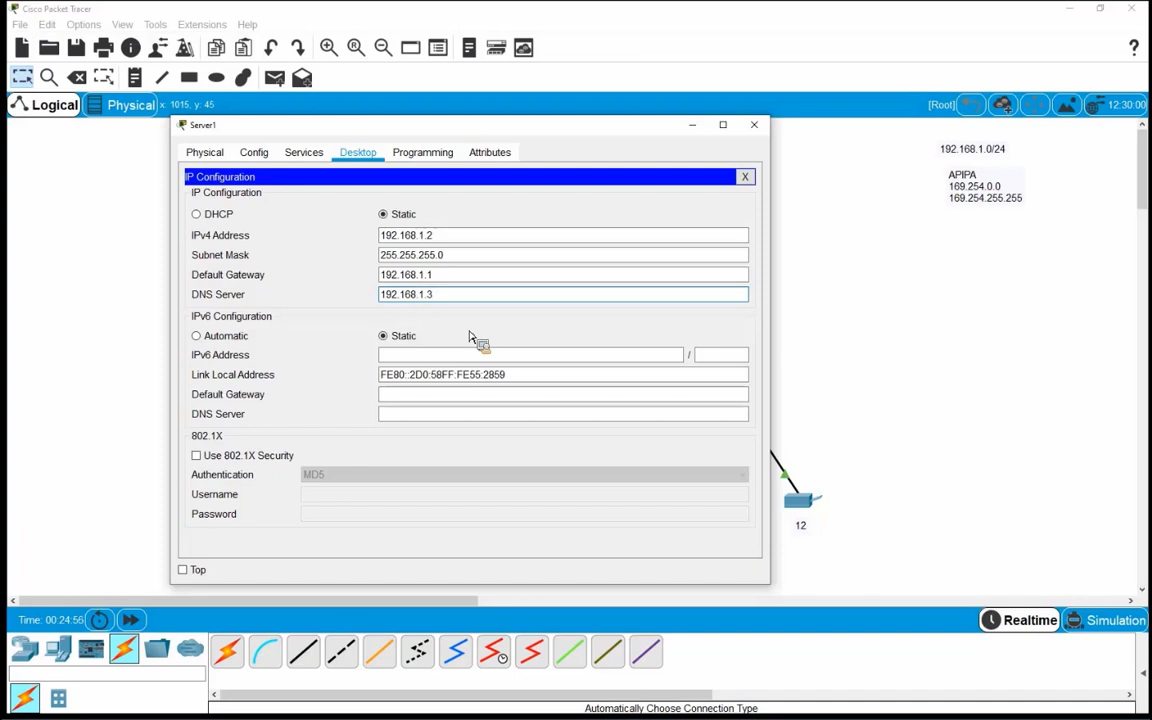 Cisco Packet Tracer
File Edit Options View Tools Extensions Help
?
Logical Physical x: 1015, y: 45 [Root] 12:30:00
Server1
Physical Config Services Desktop Programming Attributes
IP Configuration X
IP Configuration
DHCP Static
IPv4 Address 192.168.1.2
Subnet Mask 255.255.255.0
Default Gateway 192.168.1.1
DNS Server 192.168.1.3
IPv6 Configuration
Automatic Static
IPv6 Address /
Link Local Address FE80::2D0:58FF:FE55:2859
Default Gateway
DNS Server
802.1X
Use 802.1X Security
Authentication MD5
Username
Password
Top
192.168.1.0/24
APIPA
169.254.0.0
169.254.255.255
12
Time: 00:24:56 Realtime Simulation
Automatically Choose Connection Type